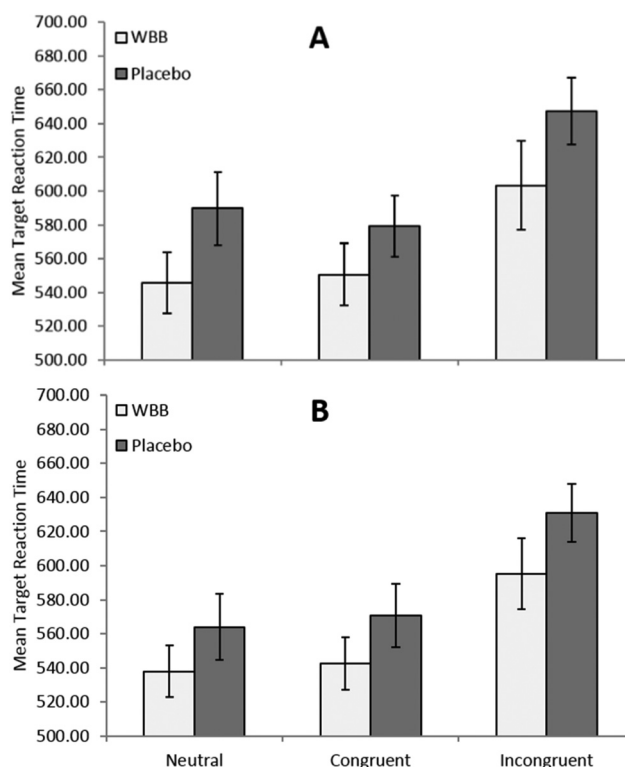 700.00
680.00
660.00
640.00
620.00
600.00
580.00
560.00
540.00
520.00
500.00
Mean Target Reaction Time
WBB
Placebo
A
700.00
680.00
660.00
640.00
620.00
600.00
580.00
560.00
540.00
520.00
500.00
Mean Target Reaction Time
WBB
Placebo
B
Neutral Congruent Incongruent